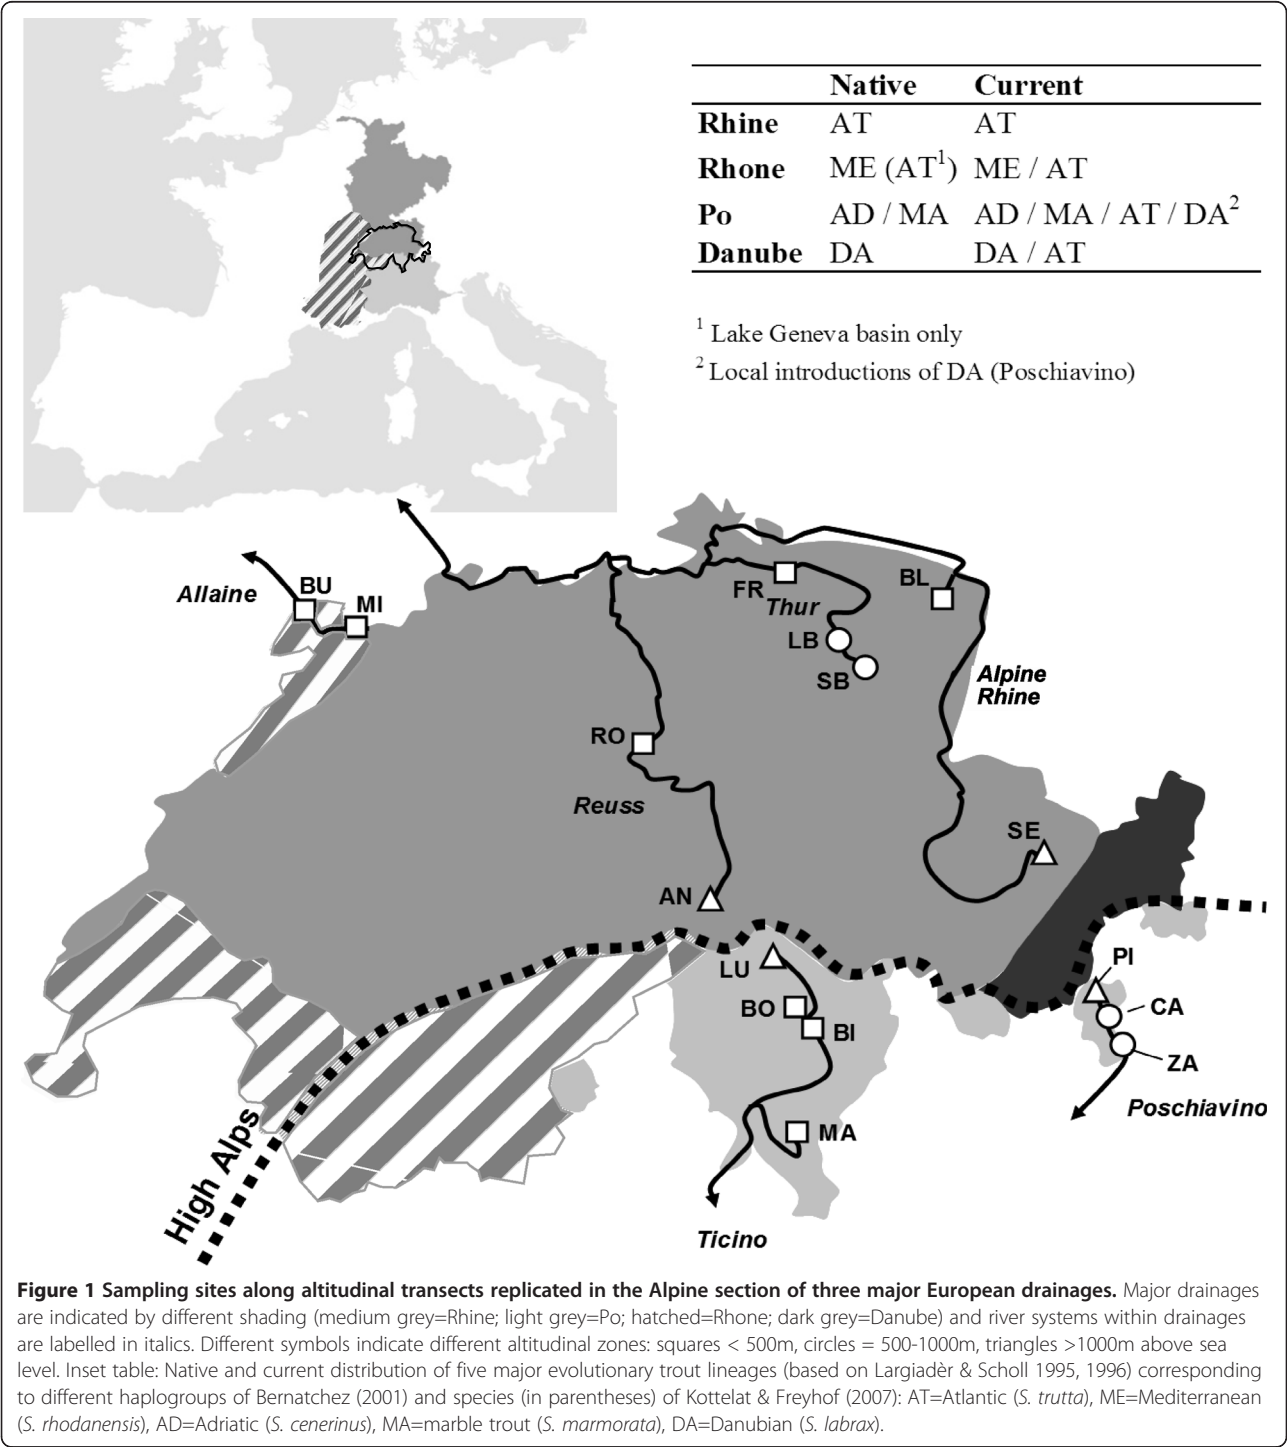 Native Current
Rhine AT AT
Rhone ME (AT1) ME / AT
Po AD / MA AD / MA / AT / DA2
Danube DA DA / AT
1 Lake Geneva basin only
2 Local introductions of DA (Poschiavino)
Allaine
BU
MI
FR
Thur
BL
LB
SB
Alpine
Rhine
RO
Reuss
SE
AN
LU
PI
BO
CA
BI
ZA
Poschiavino
MA
High Alps
Ticino
Figure 1 Sampling sites along altitudinal transects replicated in the Alpine section of three major European drainages. Major drainages
are indicated by different shading (medium grey=Rhine; light grey=Po; hatched=Rhone; dark grey=Danube) and river systems within drainages
are labelled in italics. Different symbols indicate different altitudinal zones: squares < 500m, circles = 500-1000m, triangles >1000m above sea
level. Inset table: Native and current distribution of five major evolutionary trout lineages (based on Largiadèr & Scholl 1995, 1996) corresponding
to different haplogroups of Bernatchez (2001) and species (in parentheses) of Kottelat & Freyhof (2007): AT=Atlantic (S. trutta), ME=Mediterranean
(S. rhodanensis), AD=Adriatic (S. cenerinus), MA=marble trout (S. marmorata), DA=Danubian (S. labrax).